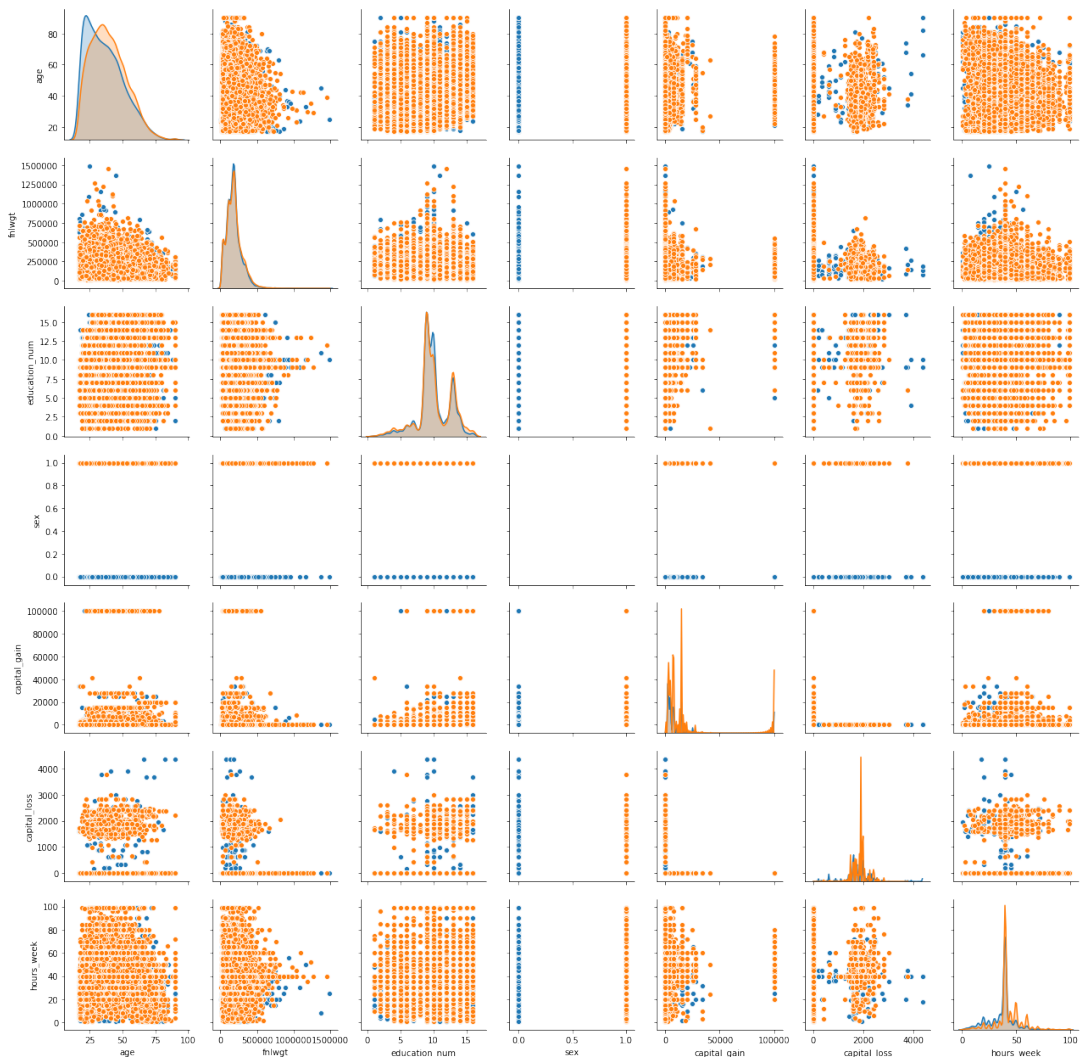 80
60
40
20
age
1500000
1250000
1000000
750000
500000
250000
0
fnlwgt
15.0
12.5
10.0
7.5
5.0
2.5
0.0
education_num
1.0
0.8
0.6
0.4
0.2
0.0
sex
100000
80000
60000
40000
20000
0
capital_gain
4000
3000
2000
1000
0
capital_loss
100
80
60
40
20
0
hours_week
25 50 75 100
0 500000 1000000 1500000
0 5 10 15
0 1
0.0 0.5 1.0
0 50000 100000
0 2000 4000
0 50 100
age fnlwgt education_num sex capital_gain capital_loss hours_week